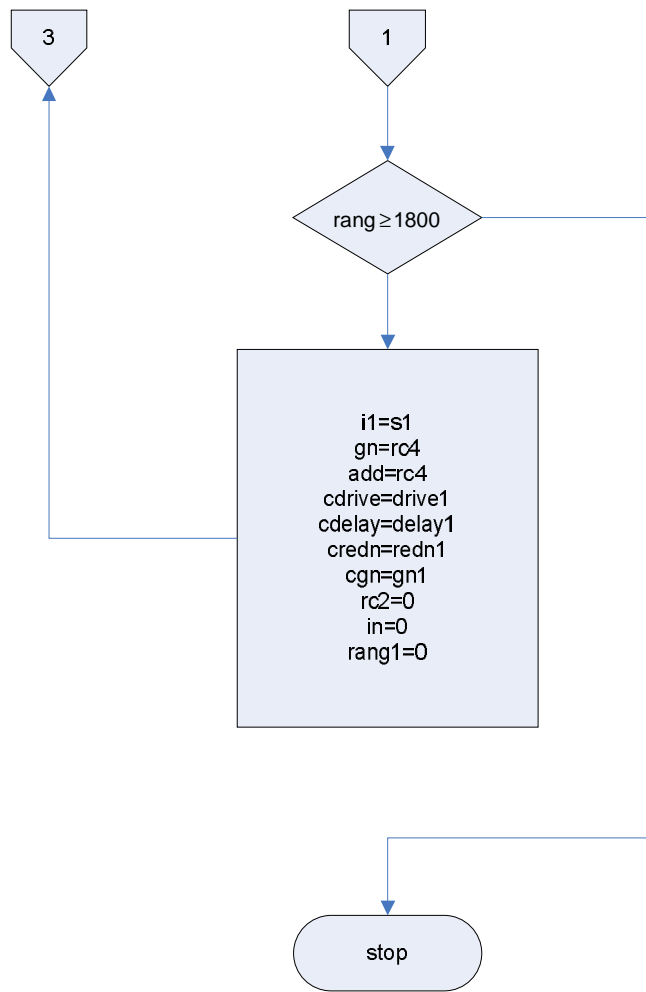 3
1
rang≥1800
i1=s1
gn=rc4
add=rc4
cdrive=drive1
cdelay=delay1
credn=redn1
cgn=gn1
rc2=0
in=0
rang1=0
stop